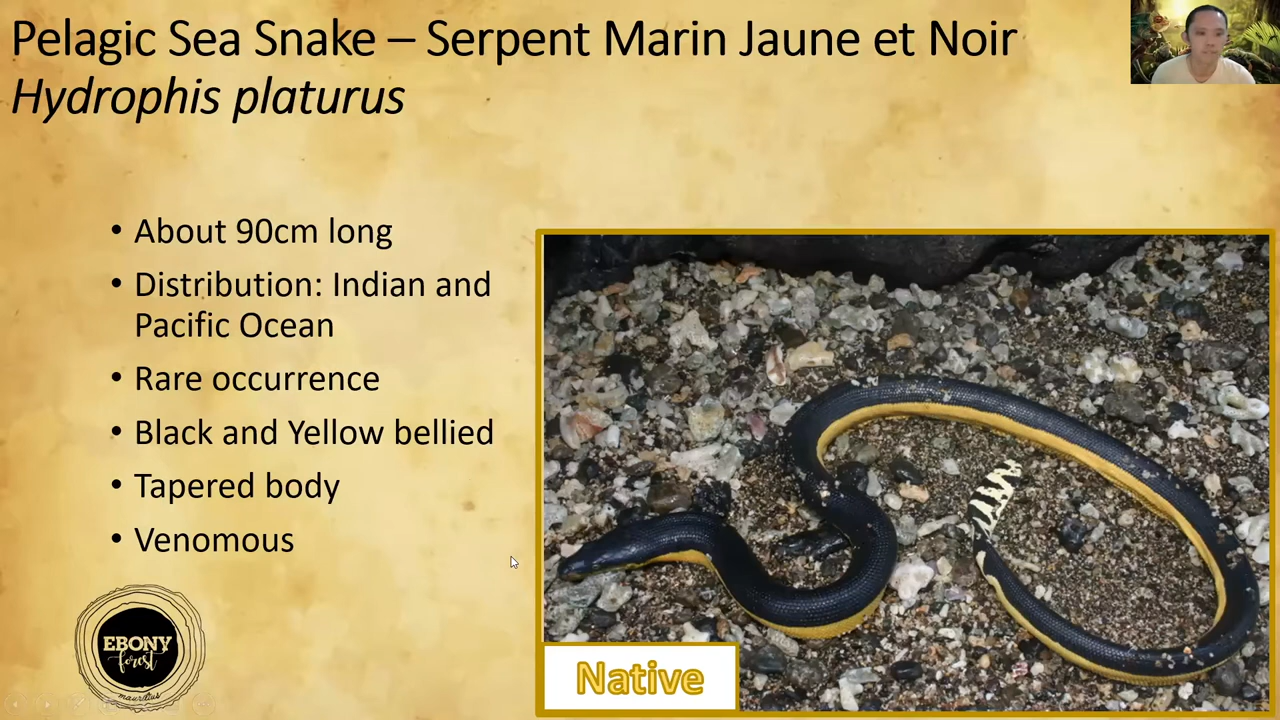 Pelagic Sea Snake – Serpent Marin Jaune et Noir
Hydrophis platurus
• About 90cm long
• Distribution: Indian and
Pacific Ocean
• Rare occurrence
• Black and Yellow bellied
• Tapered body
• Venomous
EBONY
forest
mauritius
Native